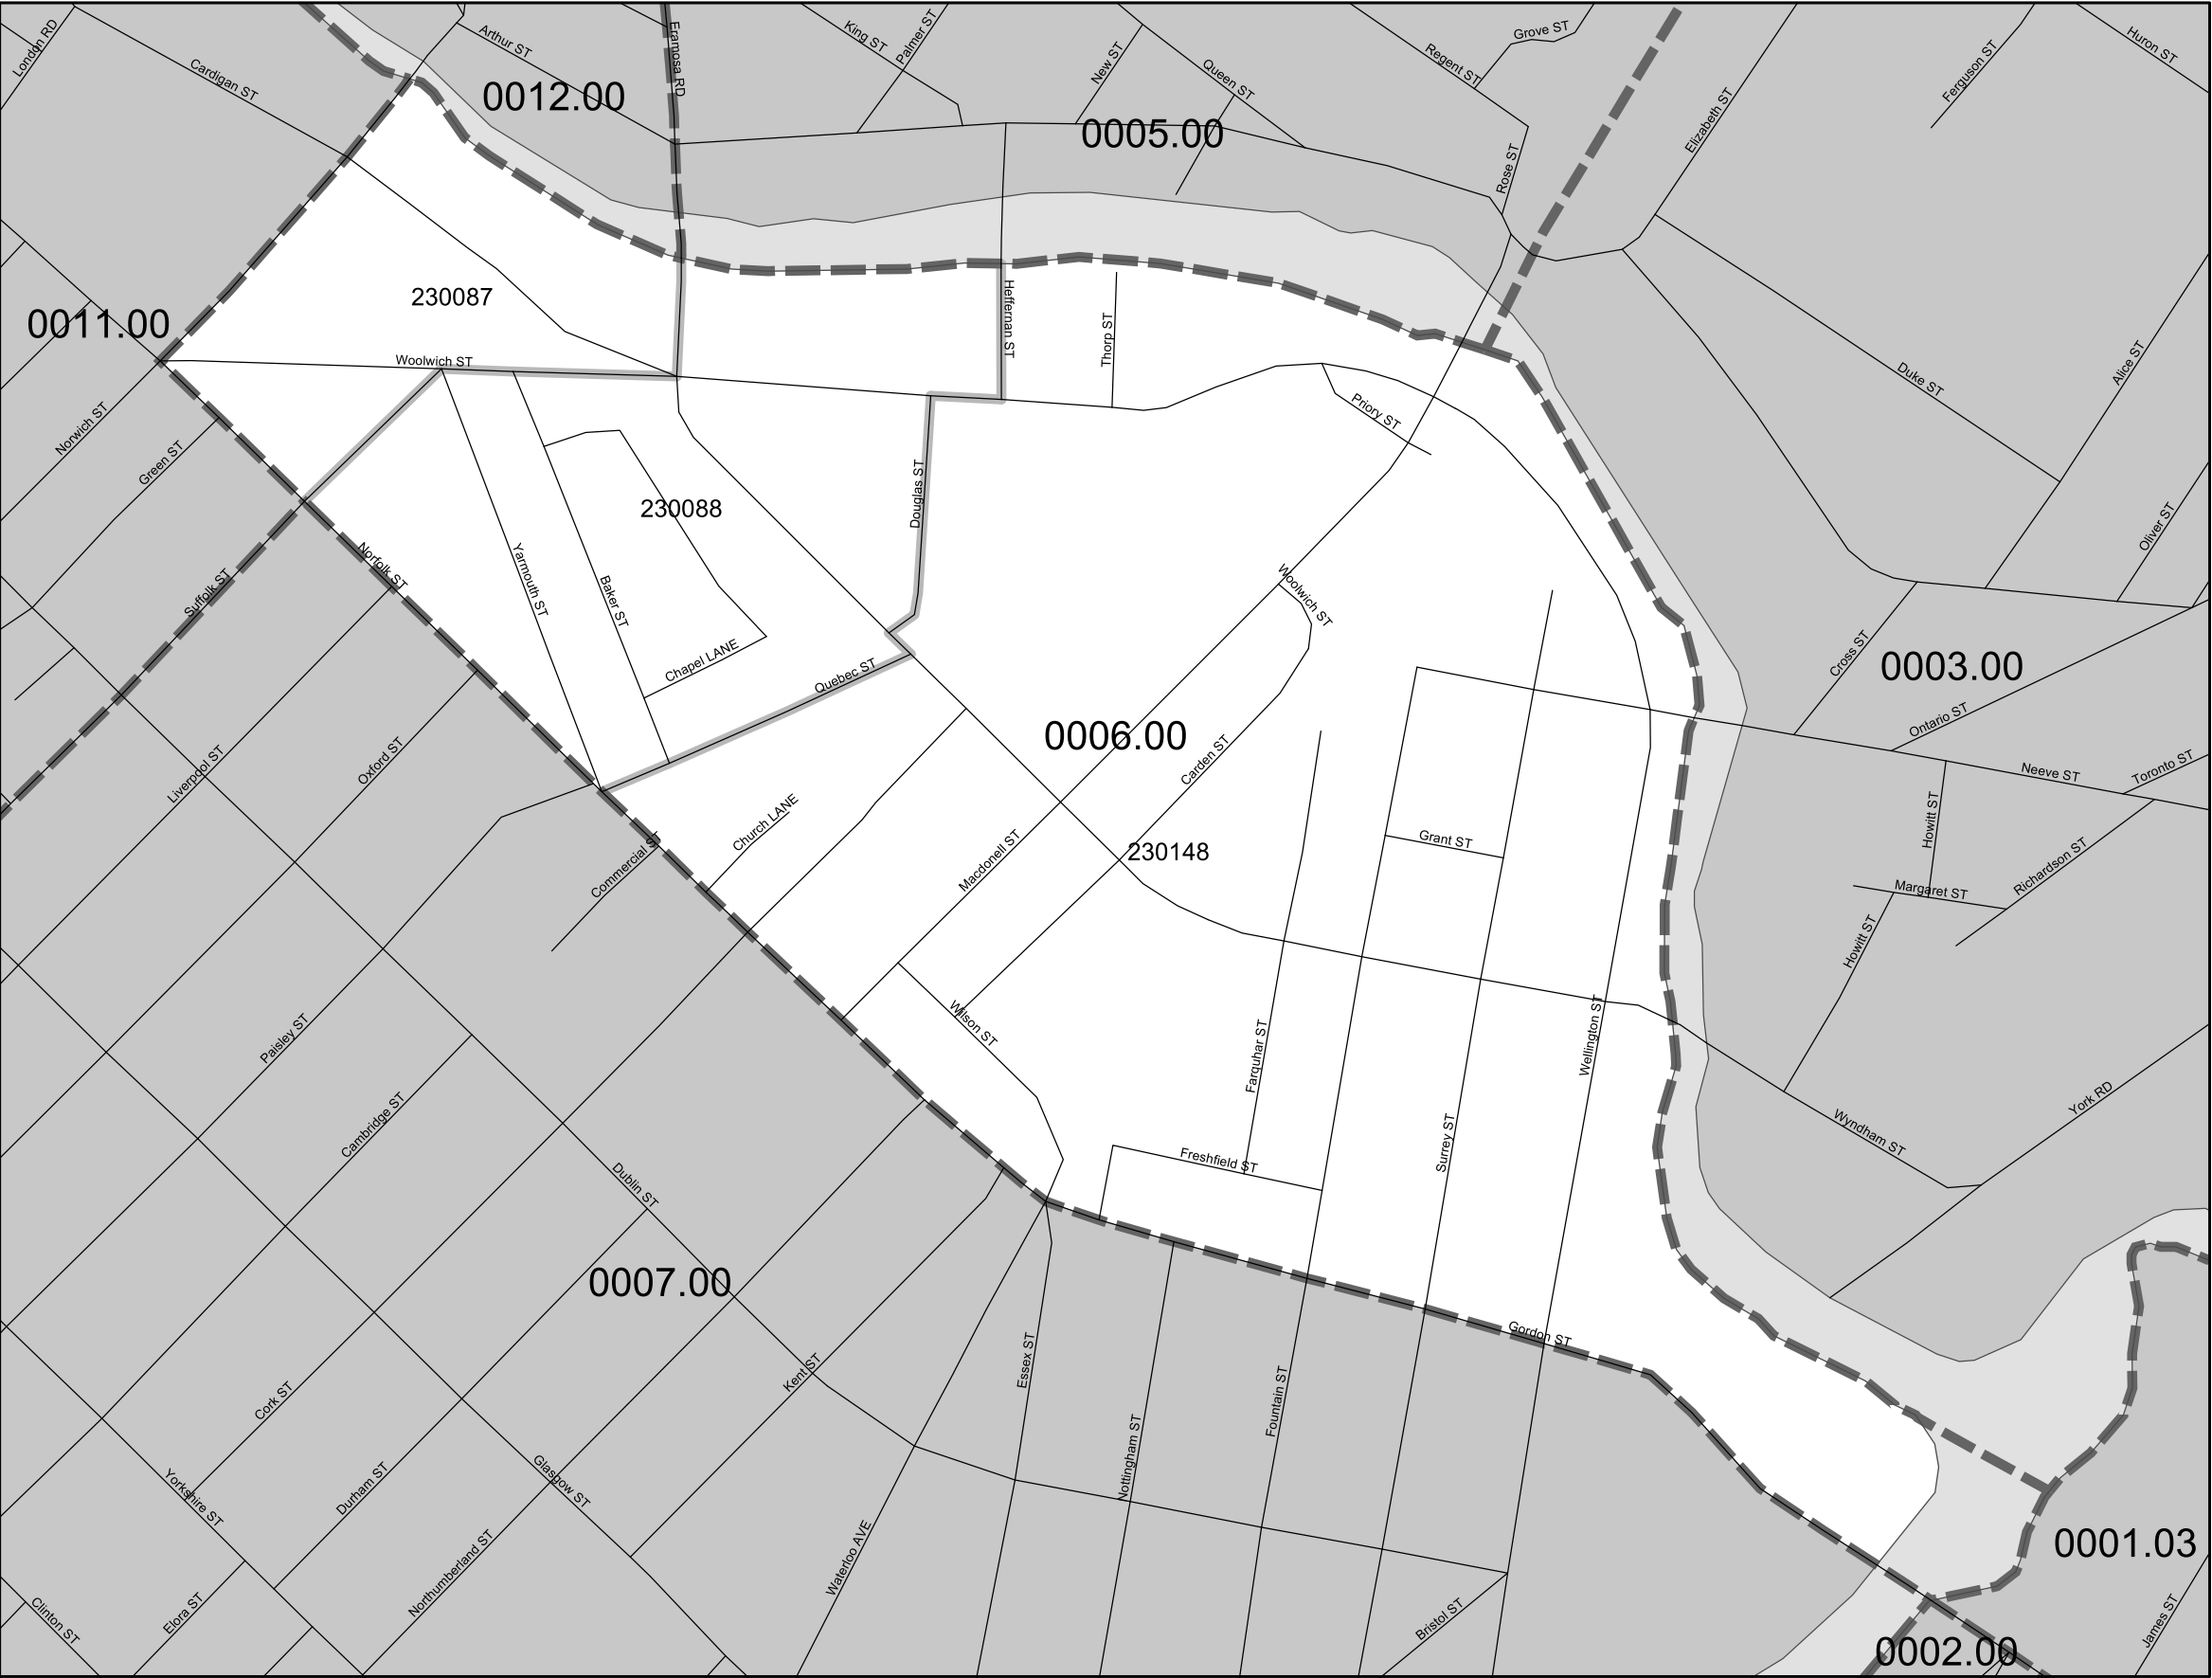 London RD
Cardigan ST
Arthur ST
Eramosa RD
King ST
Palmer ST
New ST
Queen ST
Regent ST
Grove ST
Rose ST
Elizabeth ST
Ferguson ST
Huron ST
0012.00
0005.00
230087
0011.00
Woolwich ST
Heffernan ST
Thorp ST
Priory ST
Duke ST
Alice ST
Norwich ST
Green ST
Douglas ST
230088
Oliver ST
Suffolk ST
Norfolk ST
Yarmouth ST
Baker ST
Woolwich ST
Chapel LANE
Quebec ST
Cross ST
0003.00
Ontario ST
0006.00
Liverpool ST
Oxford ST
Carden ST
Neeve ST
Toronto ST
Church LANE
Commercial ST
Macdonell ST
230148
Grant ST
Howitt ST
Richardson ST
Margaret ST
Howitt ST
Paisley ST
Wilson ST
Farquhar ST
Wellington ST
Cambridge ST
Dublin ST
Freshfield ST
Surrey ST
Wyndham ST
York RD
0007.00
Gordon ST
Cork ST
Kent ST
Essex ST
Fountain ST
Nottingham ST
Yorkshire ST
Durham ST
Glasgow ST
Northumberland ST
Waterloo AVE
0001.03
Clinton ST
Elora ST
Bristol ST
0002.00
James ST